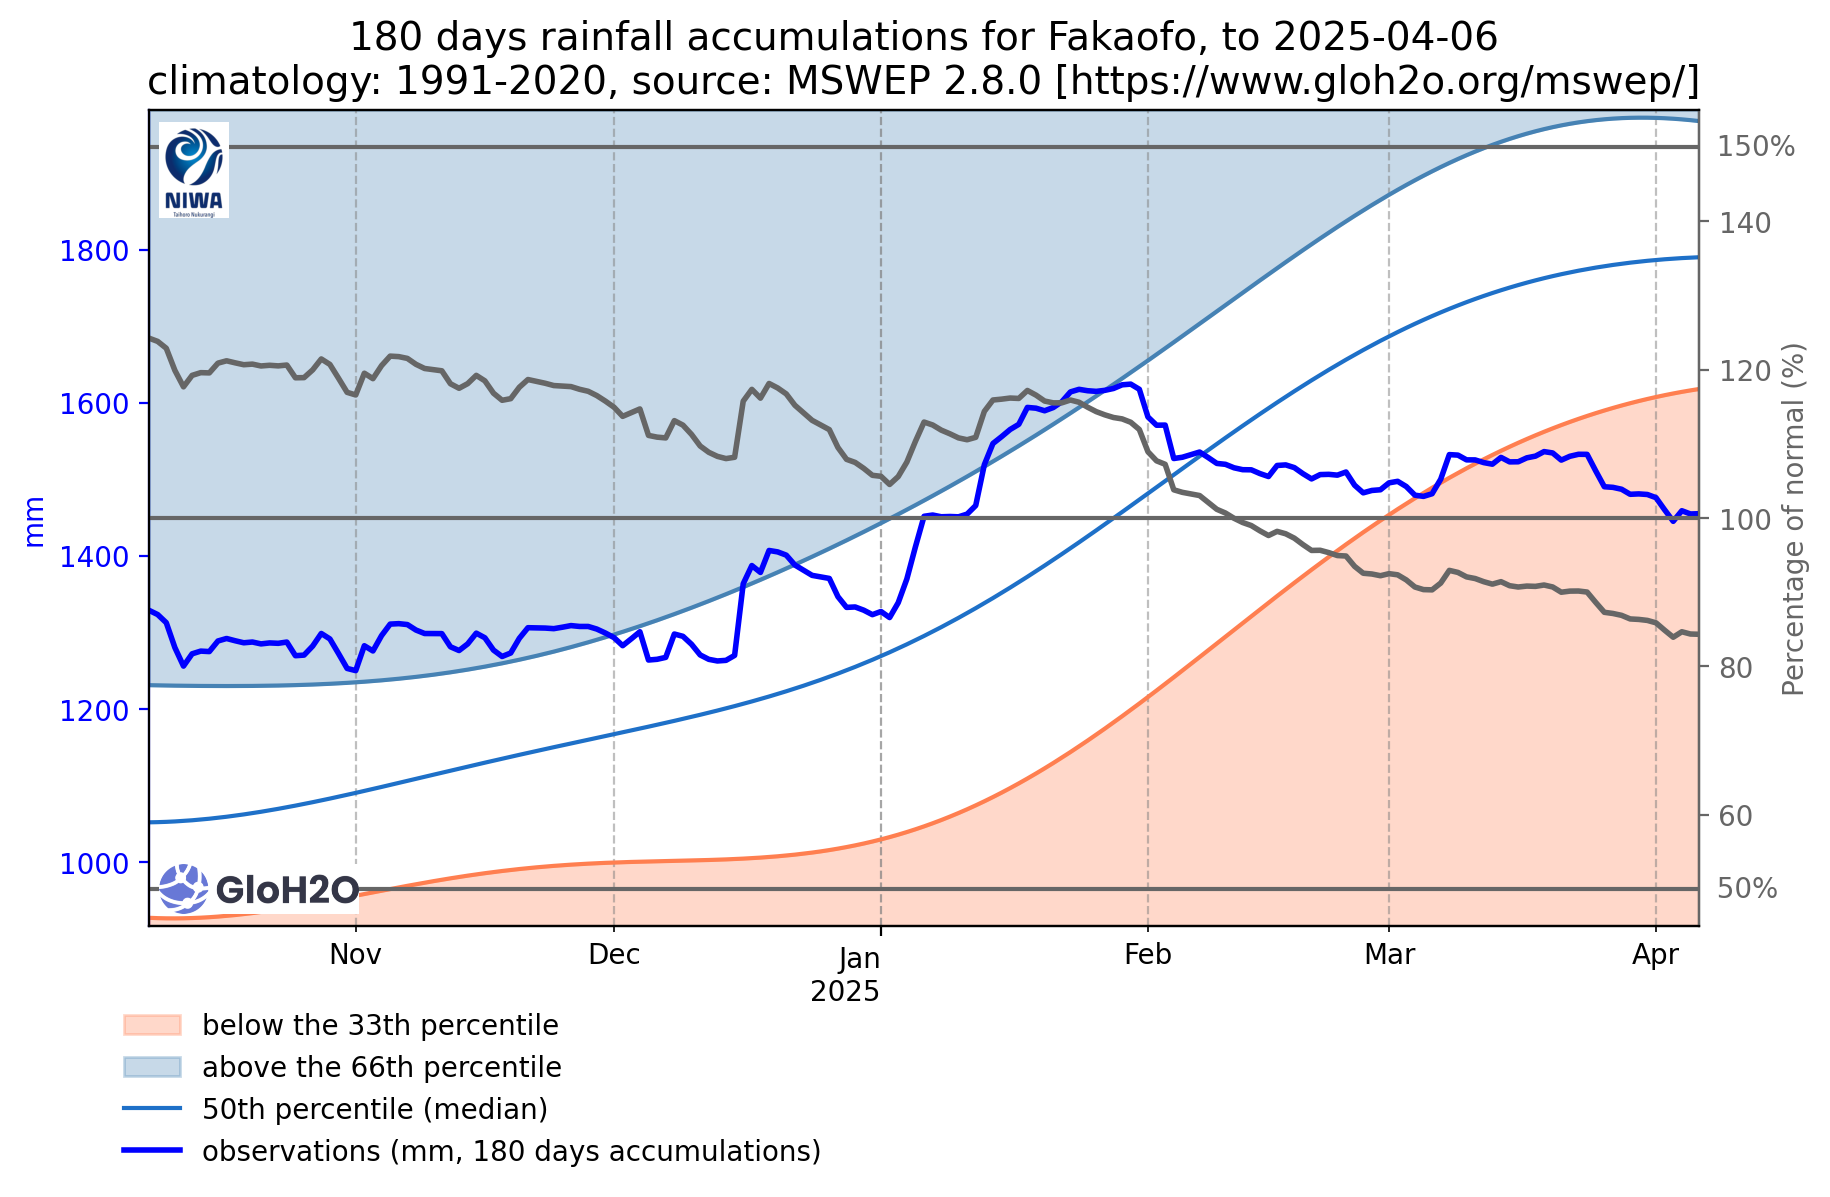 180 days rainfall accumulations for Fakaofo, to 2025-04-06
climatology: 1991-2020, source: MSWEP 2.8.0 [https://www.gloh2o.org/mswep/]
NIWA
Taihoro Nukurangi
1800
1600
1400
1200
1000
mm
150%
140
120
100
80
60
50%
Percentage of normal (%)
GloH2O
Nov
Dec
Jan
2025
Feb
Mar
Apr
below the 33th percentile
above the 66th percentile
50th percentile (median)
observations (mm, 180 days accumulations)